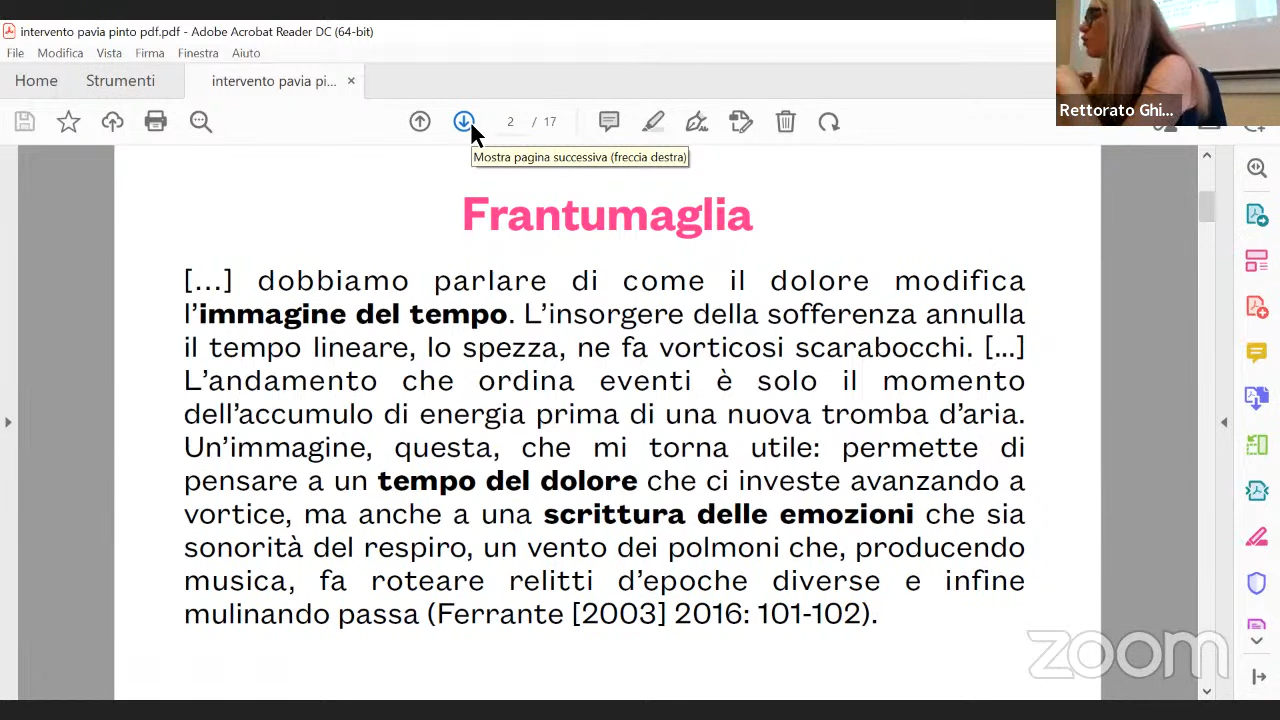 intervento pavia pinto pdf.pdf - Adobe Acrobat Reader DC (64-bit)
File Modifica Vista Firma Finestra Aiuto
Home Strumenti intervento pavia pi... ×
2 / 17
Mostra pagina successiva (freccia destra)
Rettorato Ghi...
Frantumaglia
[...] dobbiamo parlare di come il dolore modifica
l'immagine del tempo. L'insorgere della sofferenza annulla
il tempo lineare, lo spezza, ne fa vorticosi scarabocchi. [...]
L'andamento che ordina eventi è solo il momento
dell'accumulo di energia prima di una nuova tromba d'aria.
Un'immagine, questa, che mi torna utile: permette di
pensare a un tempo del dolore che ci investe avanzando a
vortice, ma anche a una scrittura delle emozioni che sia
sonorità del respiro, un vento dei polmoni che, producendo
musica, fa roteare relitti d'epoche diverse e infine
mulinando passa (Ferrante [2003] 2016: 101-102).
zoom